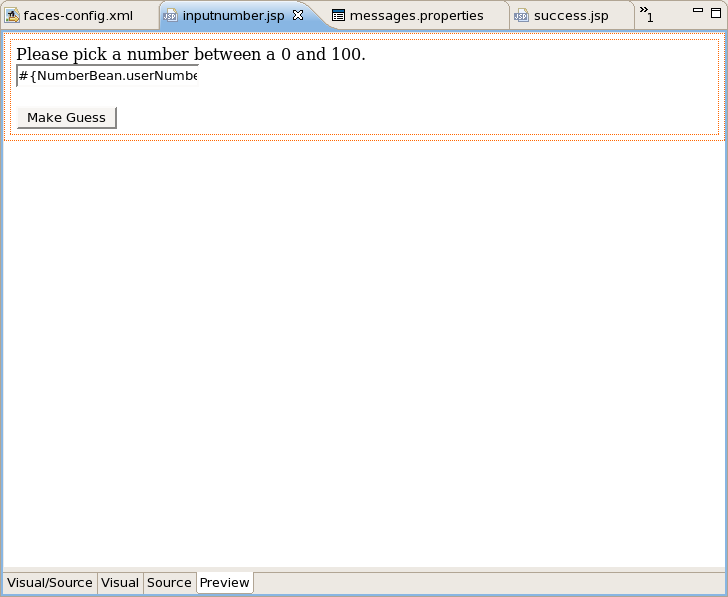 faces-config.xml inputnumber.jsp messages.properties success.jsp »1
Please pick a number between a 0 and 100.
#{NumberBean.userNumbe
Make Guess
Visual/Source Visual Source Preview